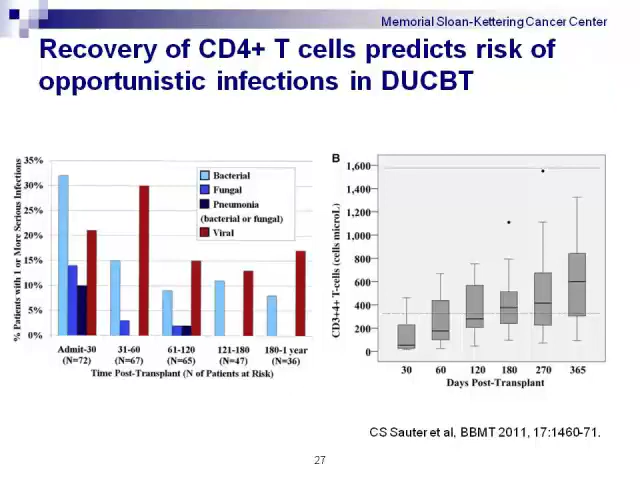 Memorial Sloan-Kettering Cancer Center
Recovery of CD4+ T cells predicts risk of
opportunistic infections in DUCBT
% Patients with 1 or More Serious Infections
35%
30%
25%
20%
15%
10%
5%
0%
Bacterial
Fungal
Pneumonia
(bacterial or fungal)
Viral
Admit-30
(N=72)
31-60
(N=67)
61-120
(N=65)
121-180
(N=47)
180-1 year
(N=36)
Time Post-Transplant (N of Patients at Risk)
B
CD3+4+ T-cells (cells microL)
1,600
1,400
1,200
1,000
800
600
400
200
0
30
60
120
180
270
365
Days Post-Transplant
CS Sauter et al, BBMT 2011, 17:1460-71.
27